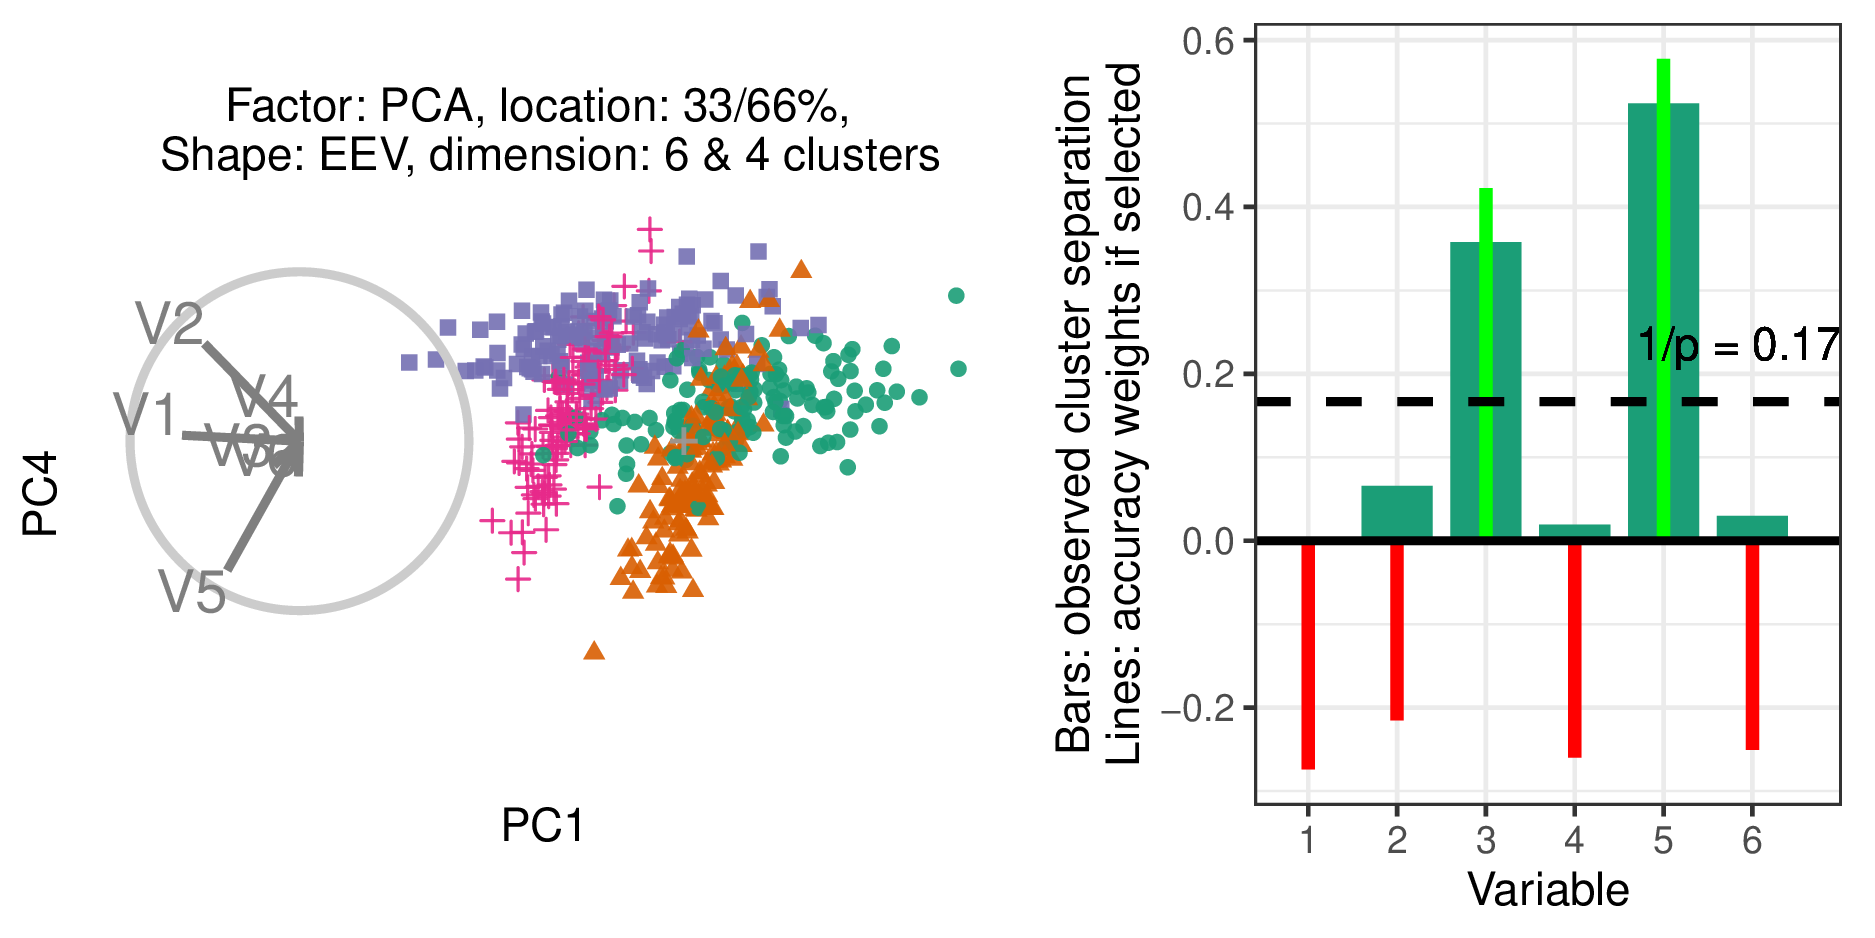 Factor: PCA, location: 33/66%,
Shape: EEV, dimension: 6 & 4 clusters
V2
V4
V1
V3
V5
PC4
PC1
Bars: observed cluster separation
Lines: accuracy weights if selected
0.6
0.4
0.2
0.0
−0.2
1/p = 0.17
1
2
3
4
5
6
Variable